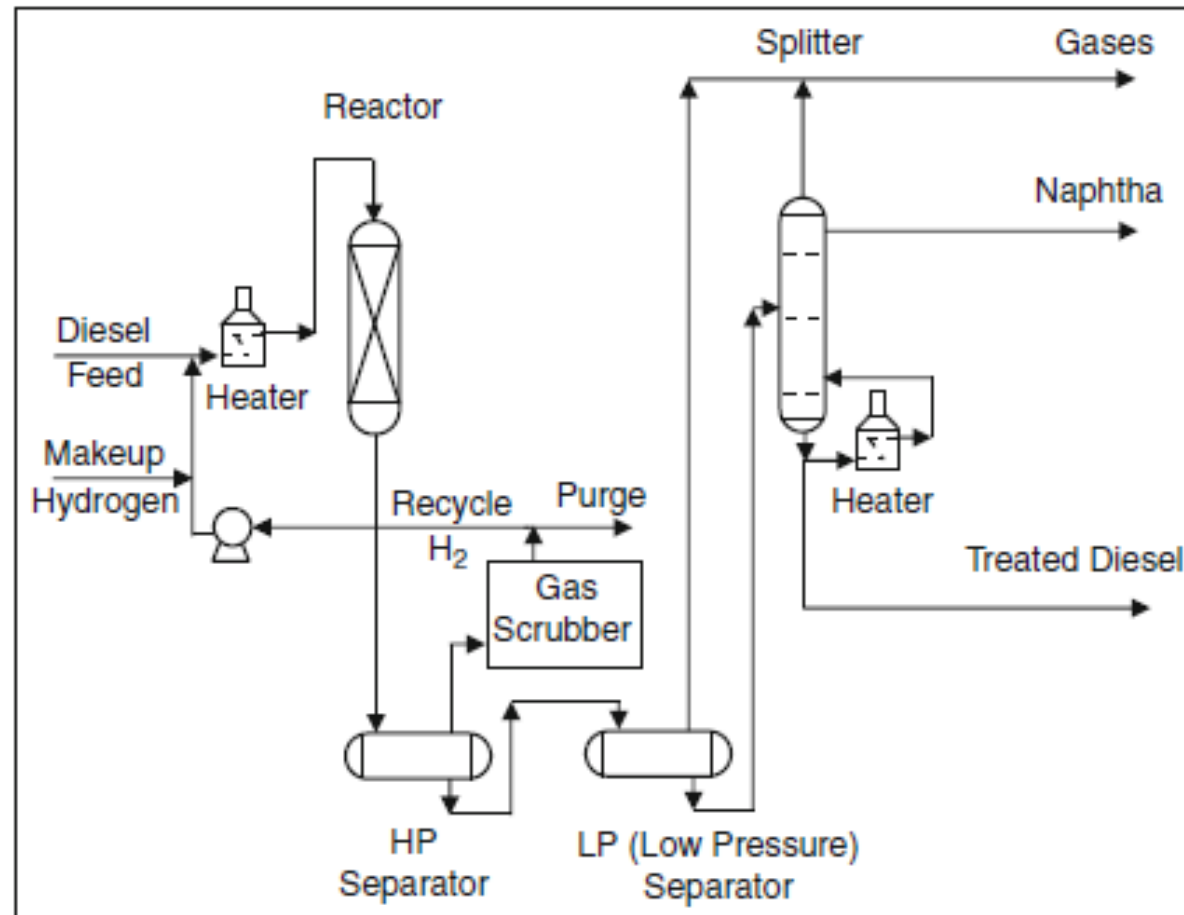 Splitter
Gases
Reactor
Naphtha
Diesel
Feed
Heater
Makeup
Hydrogen
Recycle
H₂
Purge
Gas
Scrubber
Heater
Treated Diesel
HP
Separator
LP (Low Pressure)
Separator